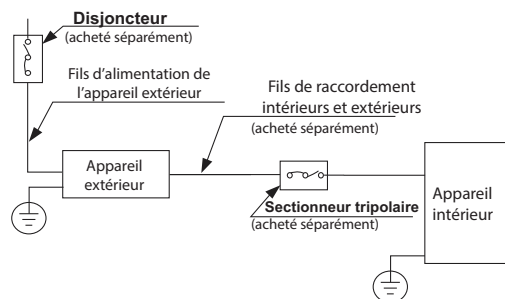 Disjoncteur
(acheté séparément)
Fils d'alimentation de
l'appareil extérieur
Fils de raccordement
intérieurs et extérieurs
(acheté séparément)
Appareil
extérieur
Sectionneur tripolaire
(acheté séparément)
Appareil
intérieur